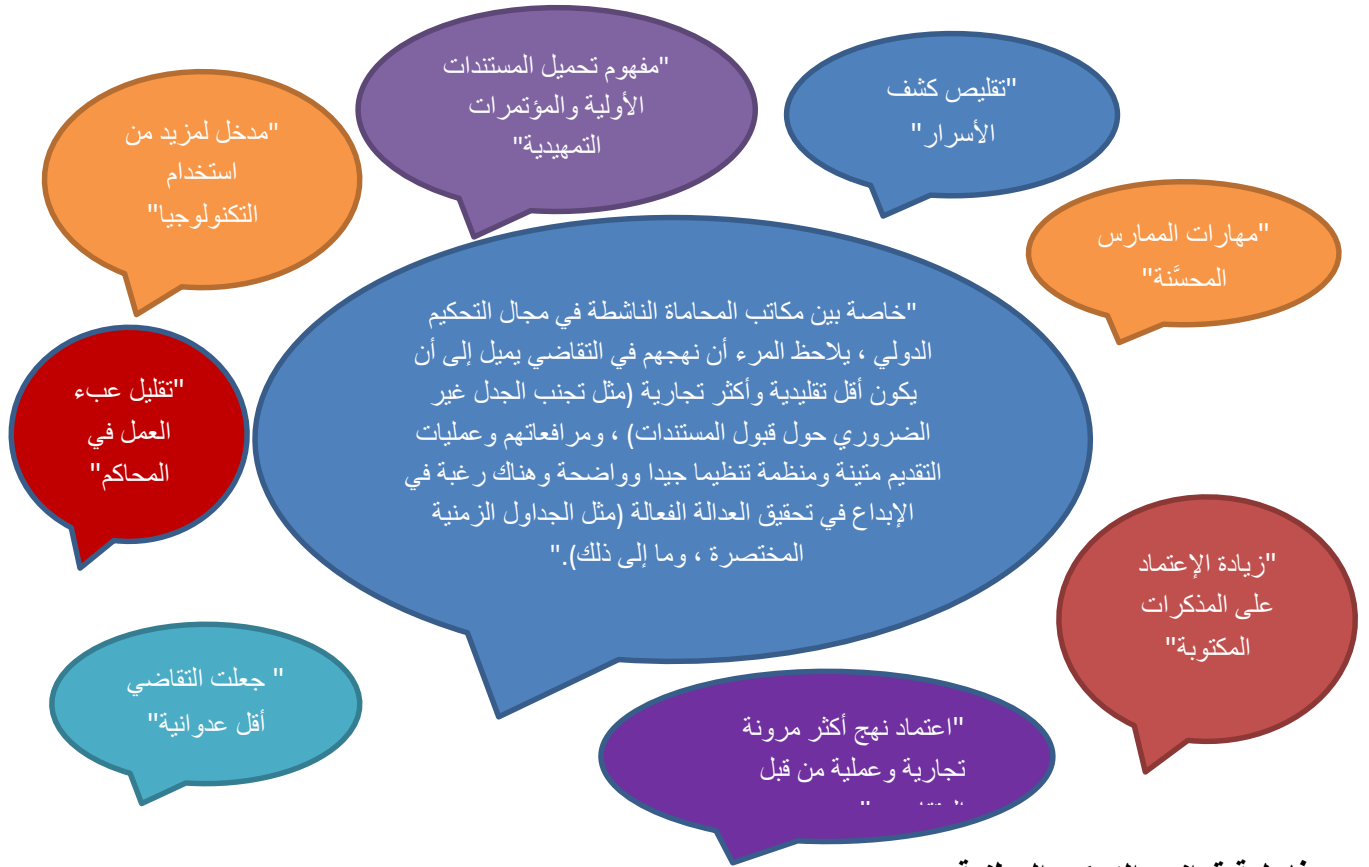 "تقليص كشف
الأسرار"
"مفهوم تحميل المستندات
الأولية والمؤتمرات
التمهيدية"
"مدخل لمزيد من
استخدام
التكنولوجيا"
"مهارات الممارس
المحسَّنة"
"خاصة بين مكاتب المحاماة الناشطة في مجال التحكيم
الدولي ، يلاحظ المرء أن نهجهم في التقاضي يميل إلى أن
يكون أقل تقليدية وأكثر تجارية (مثل تجنب الجدل غير
الضروري حول قبول المستندات) ، ومرافعاتهم وعمليات
التقديم متينة ومنظمة تنظيما جيدا وواضحة وهناك رغبة في
الإبداع في تحقيق العدالة الفعالة (مثل الجداول الزمنية
المختصرة ، وما إلى ذلك)."
"تقليل عبء
العمل في
المحاكم"
"زيادة الإعتماد
على المذكرات
المكتوبة"
" جعلت التقاضي
أقل عدوانية"
"اعتماد نهج أكثر مرونة
تجارية وعملية من قبل